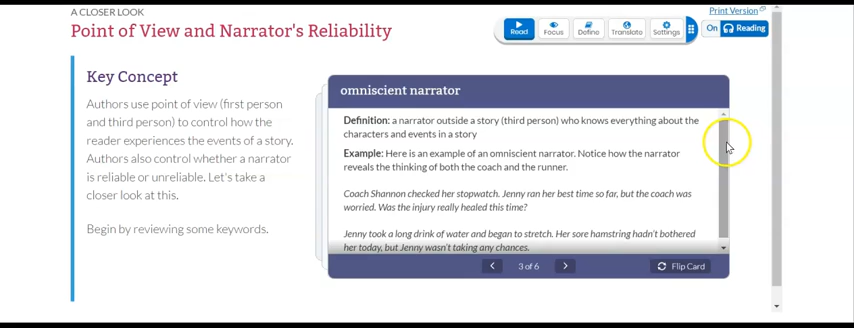 A CLOSER LOOK
Point of View and Narrator's Reliability
Print Version
Read
Focus
Define
Translate
Settings
On
Reading
Key Concept
Authors use point of view (first person
and third person) to control how the
reader experiences the events of a story.
Authors also control whether a narrator
is reliable or unreliable. Let's take a
closer look at this.
Begin by reviewing some keywords.
omniscient narrator
Definition: a narrator outside a story (third person) who knows everything about the
characters and events in a story
Example: Here is an example of an omniscient narrator. Notice how the narrator
reveals the thinking of both the coach and the runner.
Coach Shannon checked her stopwatch. Jenny ran her best time so far, but the coach was
worried. Was the injury really healed this time?
Jenny took a long drink of water and began to stretch. Her sore hamstring hadn't bothered
her today, but Jenny wasn't taking any chances.
3 of 6
Flip Card